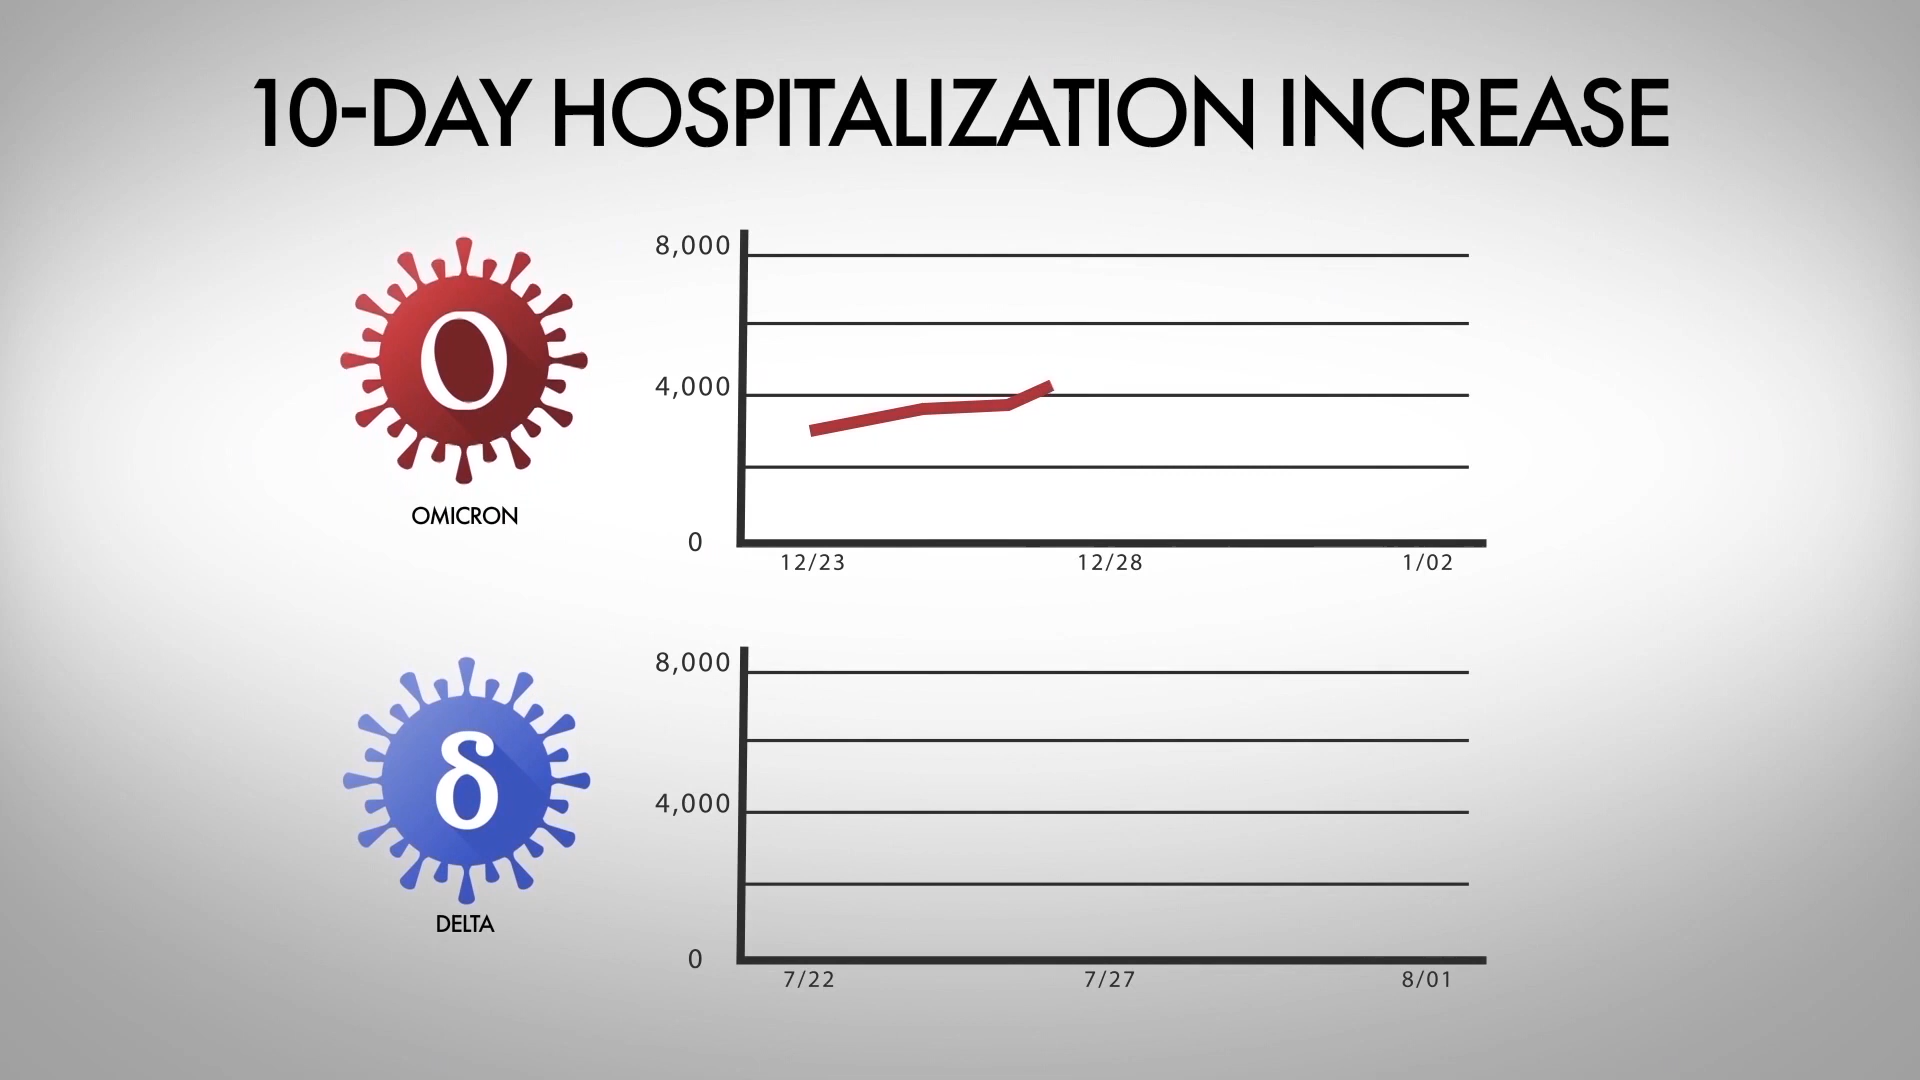 10-DAY HOSPITALIZATION INCREASE
8,000
4,000
0
12/23 12/28 1/02
O
OMICRON
8,000
4,000
0
7/22 7/27 8/01
δ
DELTA